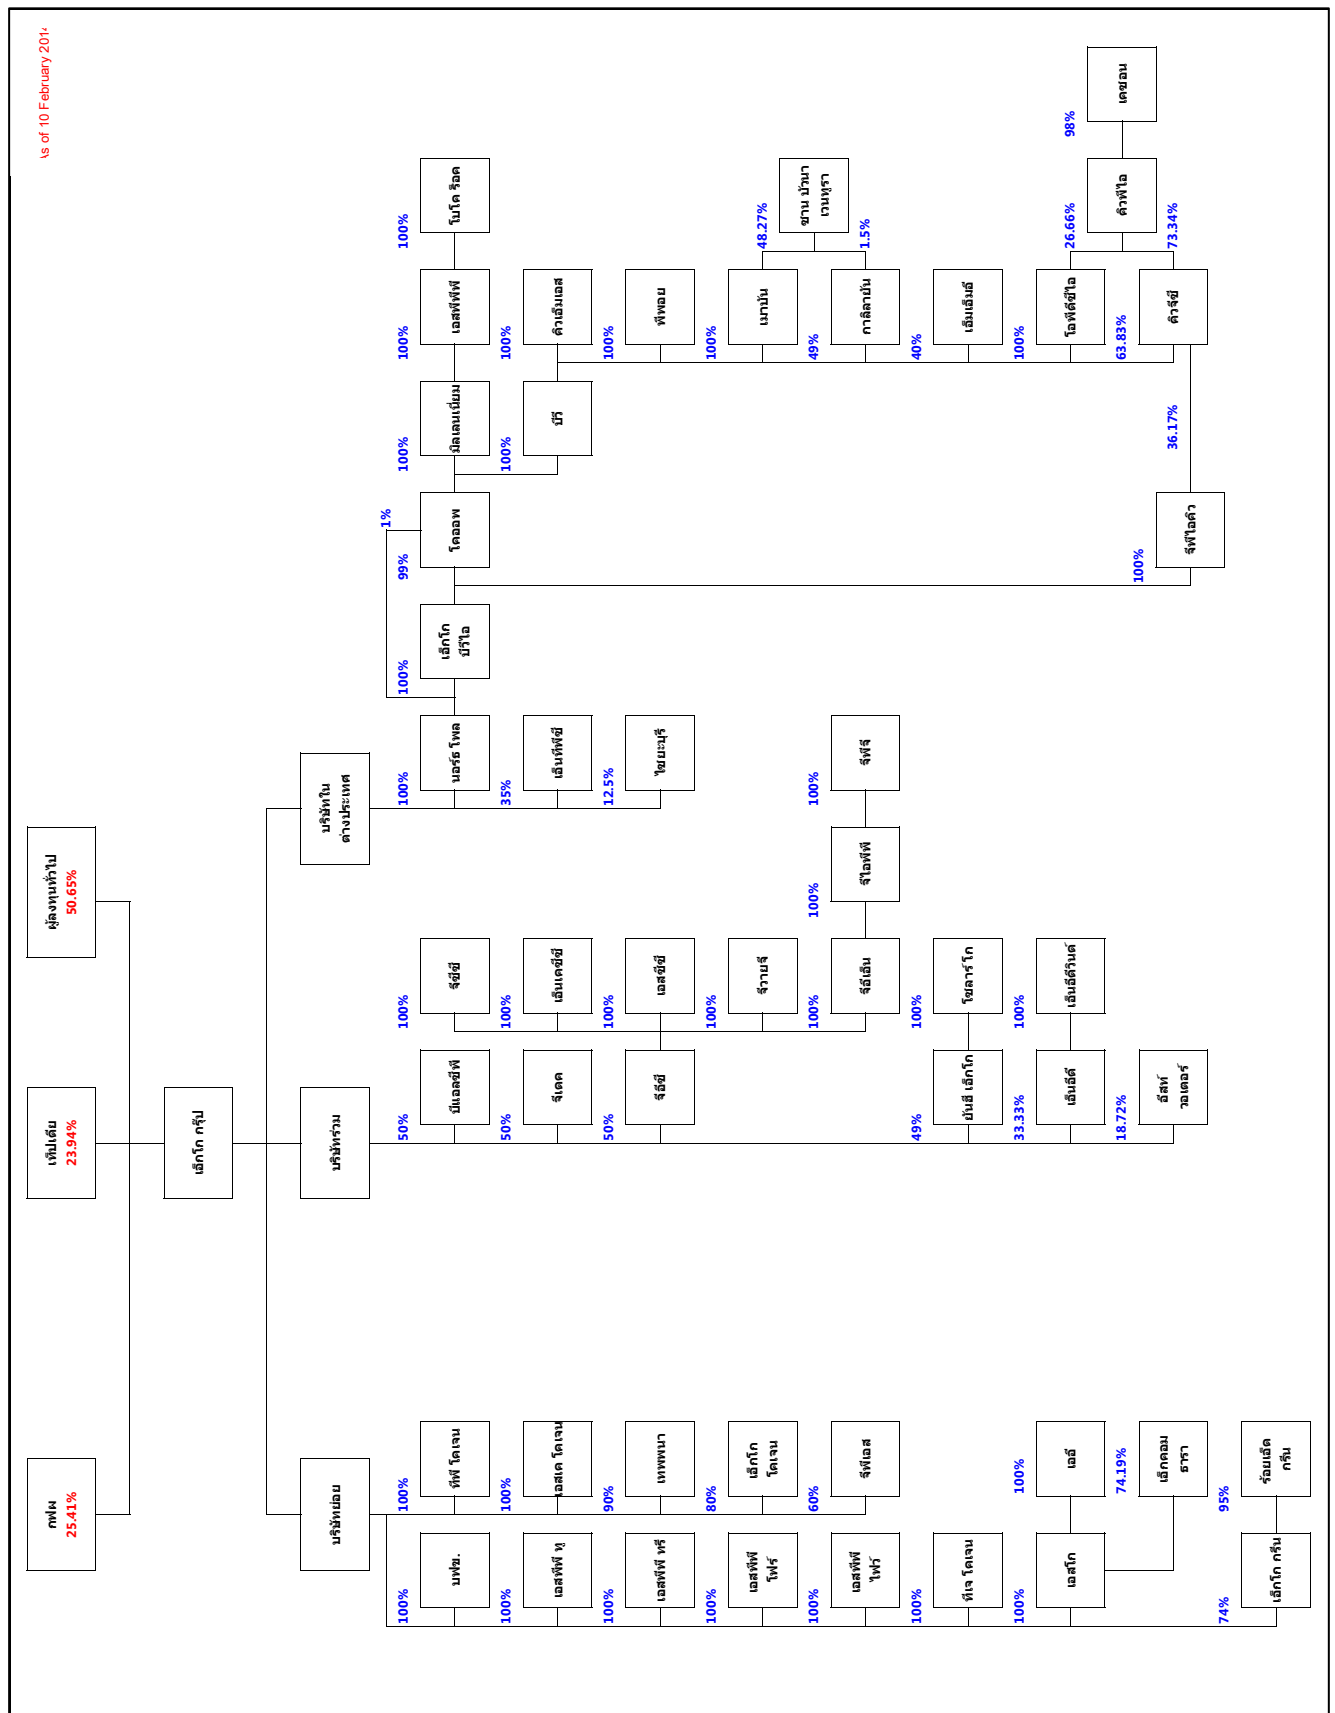 s of 10 February 201
กฟผ
25.41%
เท็ปเดีย
23.94%
ผู้ลงทุนทั่วไป
50.65%
เอ็กโก กรุ๊ป
บริษัทย่อย
บริษัทร่วม
บริษัทใน
ต่างประเทศ
100%
บฟข.
100%
ทีพี โคเจน
100%
เอสพีพี ทู
100%
เอสเค โคเจน
100%
เอสพีพี ทรี
90%
เทพพนา
100%
เอสพีพี
โฟร์
80%
เอ็กโก
โคเจน
100%
เอสพีพี
ไฟว์
60%
จีพีเอส
100%
ทีเจ โคเจน
100%
เอสโก
100%
เออี
74.19%
เอ็กคอม
ธารา
74%
เอ็กโก กรีน
95%
ร้อยเอ็ด
กรีน
50%
บีแอลซีพี
50%
จีเดค
50%
จีอีซี
100%
จีซีซี
100%
เอ็นเคซีซี
100%
เอสซีซี
100%
จีวายจี
100%
จีอีเอ็น
100%
จีไอพีพี
100%
จีพีจี
49%
ยันฮี เอ็กโก
100%
โซลาร์ โก
33.33%
เอ็นอีดี
100%
เอ็นอีดีวินด์
18.72%
อีสท์
วอเตอร์
100%
นอร์ธ โพล
35%
เอ็นทีพีซี
12.5%
ไซยะบุรี
100%
เอ็กโก
บีวีไอ
99%
1%
โคออพ
100%
มิลเลนเนี่ยม
100%
เอสพีพีพี
100%
โบโค ร็อค
100%
บีวี
100%
คิวเอ็มเอส
100%
พีพอย
100%
เมาบัน
49%
กาลิลายัน
48.27%
1.5%
ซาน บัวนา
เวนทูรา
40%
เอ็มเอ็มอี
100%
โอพีดีซีไอ
63.83%
คิวจีซี
26.66%
73.34%
คิวพีไอ
98%
เคซอน
100%
จีพีไอคิว
36.17%